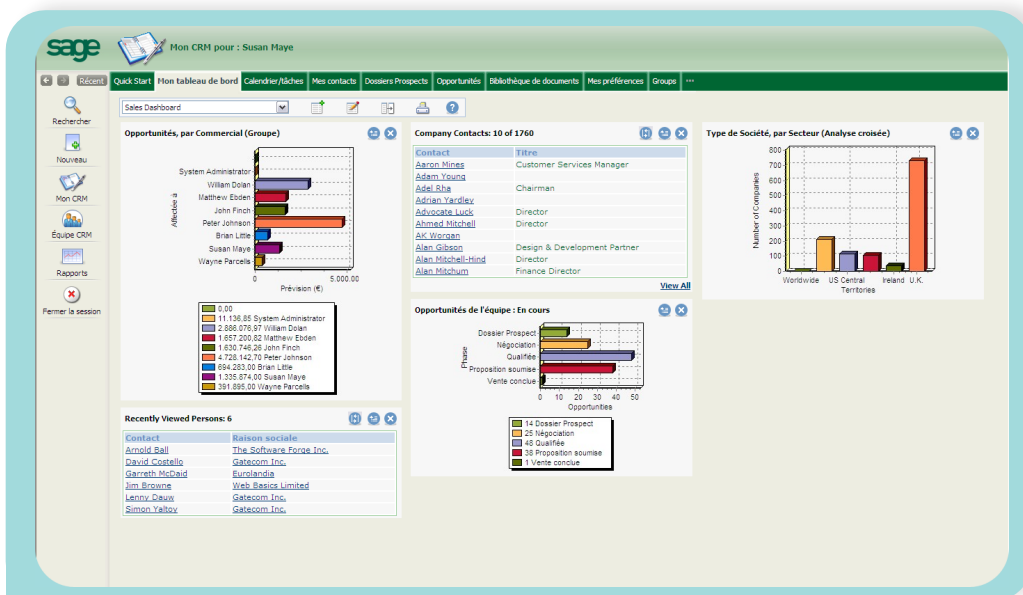 sage
Mon CRM pour : Susan Maye
Récent
Quick Start Mon tableau de bord Calendrier/tâches Mes contacts Dossiers Prospects Opportunités Bibliothèque de documents Mes préférences Groups ...
Rechercher
Nouveau
Mon CRM
Équipe CRM
Rapports
Fermer la session
Sales Dashboard
Opportunités, par Commercial (Groupe)
Affectée à
System Administrator
William Dolan
Matthew Ebden
John Finch
Peter Johnson
Brian Little
Susan Maye
Wayne Parcells
0 5.000.00
Prévision (€)
0,00
11.136,85 System Administrator
2.886.076,97 William Dolan
1.657.200,82 Matthew Ebden
1.630.746,26 John Finch
4.728.142,70 Peter Johnson
694.283,00 Brian Little
1.335.874,00 Susan Maye
391.895,00 Wayne Parcells
Recently Viewed Persons: 6
Contact Raison sociale
Arnold Ball The Software Forge Inc.
David Costello Gatecom Inc.
Garreth McDaid Eurolandia
Jim Browne Web Basics Limited
Lenny Dauw Gatecom Inc.
Simon Yaltoy Gatecom Inc.
Company Contacts: 10 of 1760
Contact Titre
Aaron Mines Customer Services Manager
Adam Young
Adel Rha Chairman
Adrian Yardley
Advocate Luck Director
Ahmed Mitchell Director
AK Worgan
Alan Gibson Design & Development Partner
Alan Mitchell-Hind Director
Alan Mitchum Finance Director
View All
Opportunités de l'équipe : En cours
Phase
Dossier Prospect
Négociation
Qualifiée
Proposition soumise
Vente conclue
0 10 20 30 40 50
Opportunities
14 Dossier Prospect
25 Négociation
48 Qualifiée
38 Proposition soumise
1 Vente conclue
Type de Société, par Secteur (Analyse croisée)
Number of Companies
800
700
600
500
400
300
200
100
0
Worldwide US Central Ireland U.K.
Territories